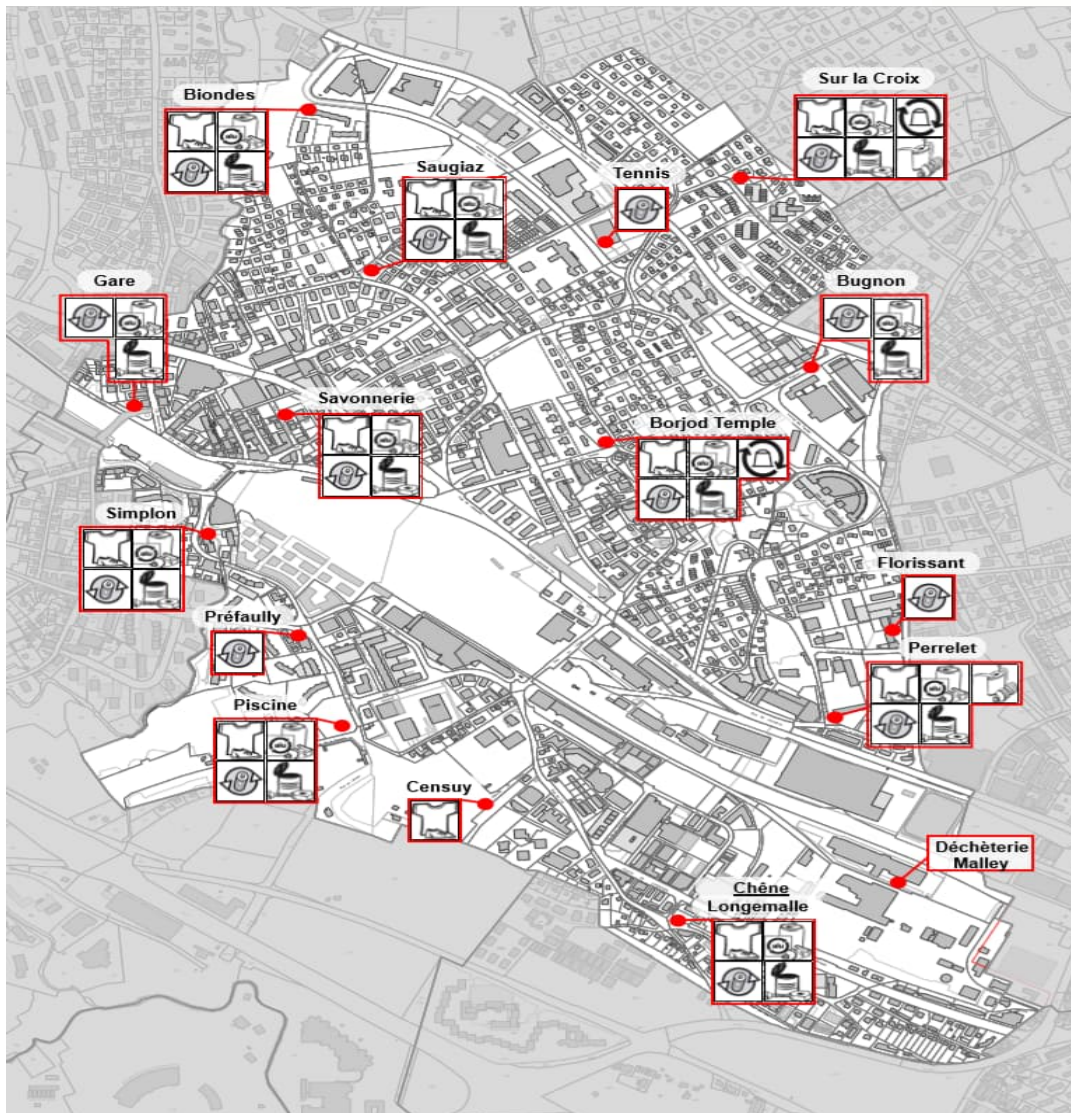 Sur la Croix
Biondes
Saugiaz
Tennis
Gare
Bugnon
Savonnerie
Borjod Temple
Simplon
Florissant
Préfaully
Perrelet
Piscine
Censuy
Déchèterie
Malley
Chêne
Longemalle